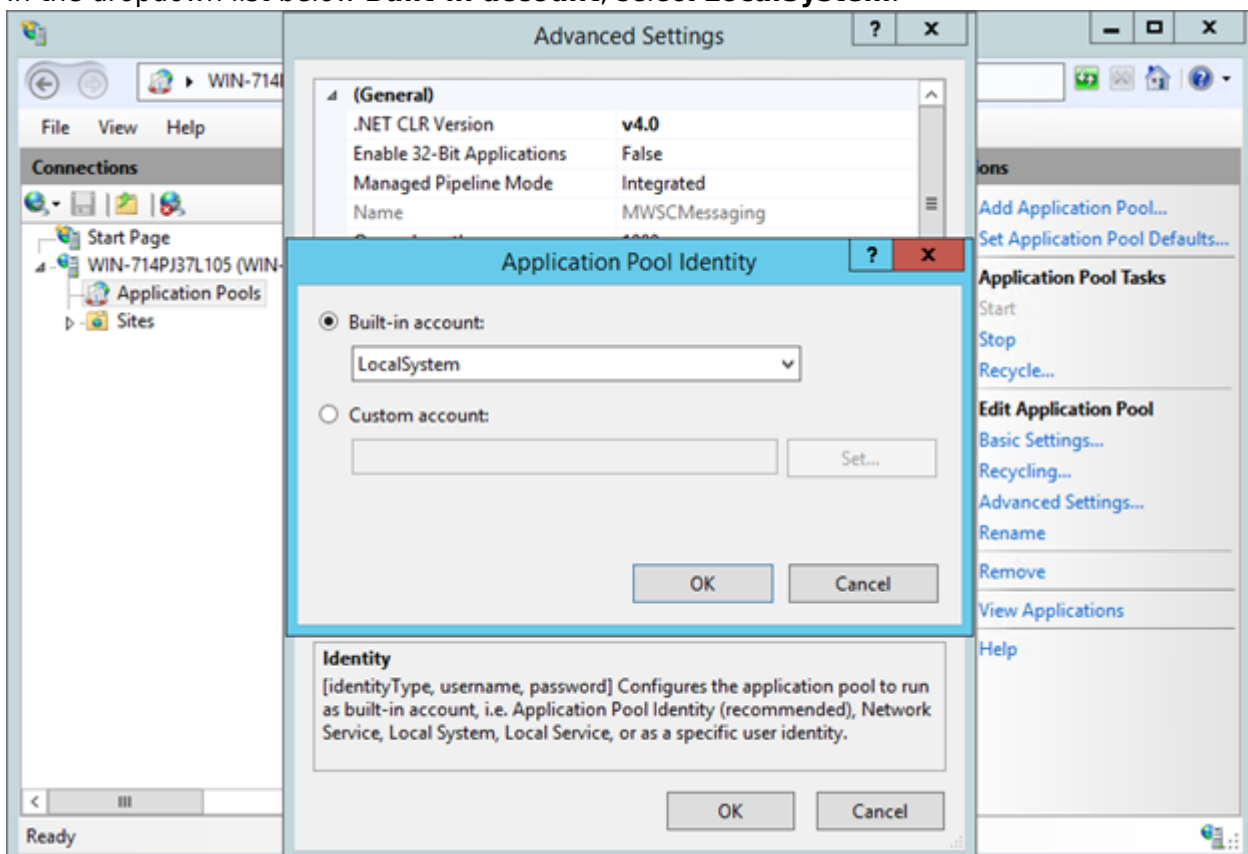 In the dropdown list below Built-in account, select LocalSystem.
Advanced Settings
? x
WIN-714
File View Help
Connections
Start Page
WIN-714PJ37L105 (WIN-
Application Pools
Sites
Ready
(General)
.NET CLR Version v4.0
Enable 32-Bit Applications False
Managed Pipeline Mode Integrated
Name MWSCMessaging
Application Pool Identity
? x
Built-in account:
LocalSystem
Custom account:
Set...
OK Cancel
Identity
[identityType, username, password] Configures the application pool to run
as built-in account, i.e. Application Pool Identity (recommended), Network
Service, Local System, Local Service, or as a specific user identity.
OK Cancel
ions
Add Application Pool...
Set Application Pool Defaults...
Application Pool Tasks
Start
Stop
Recycle...
Edit Application Pool
Basic Settings...
Recycling...
Advanced Settings...
Rename
Remove
View Applications
Help